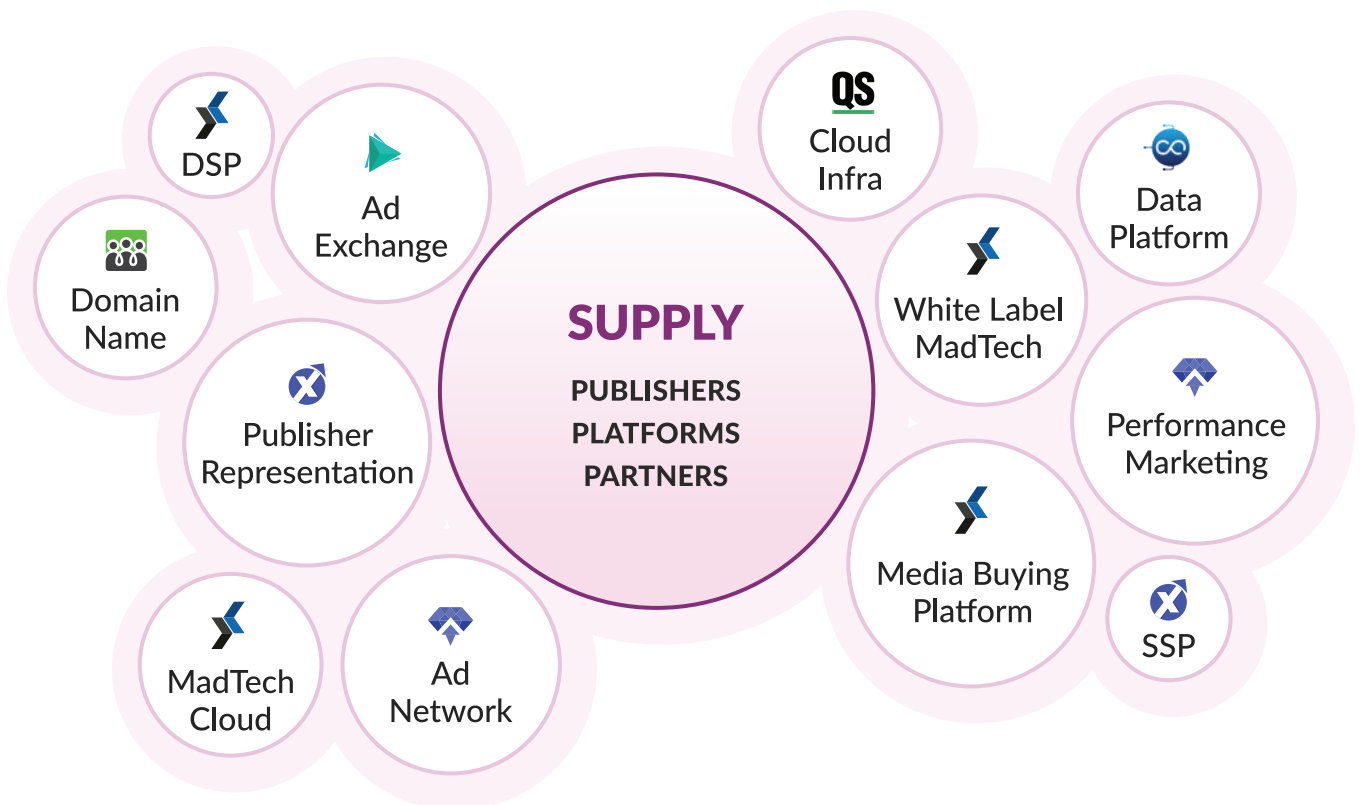 DSP
Ad
Exchange
Domain
Name
Publisher
Representation
MadTech
Cloud
Ad
Network
SUPPLY
PUBLISHERS
PLATFORMS
PARTNERS
QS
Cloud
Infra
Data
Platform
White Label
MadTech
Performance
Marketing
Media Buying
Platform
X
SSP